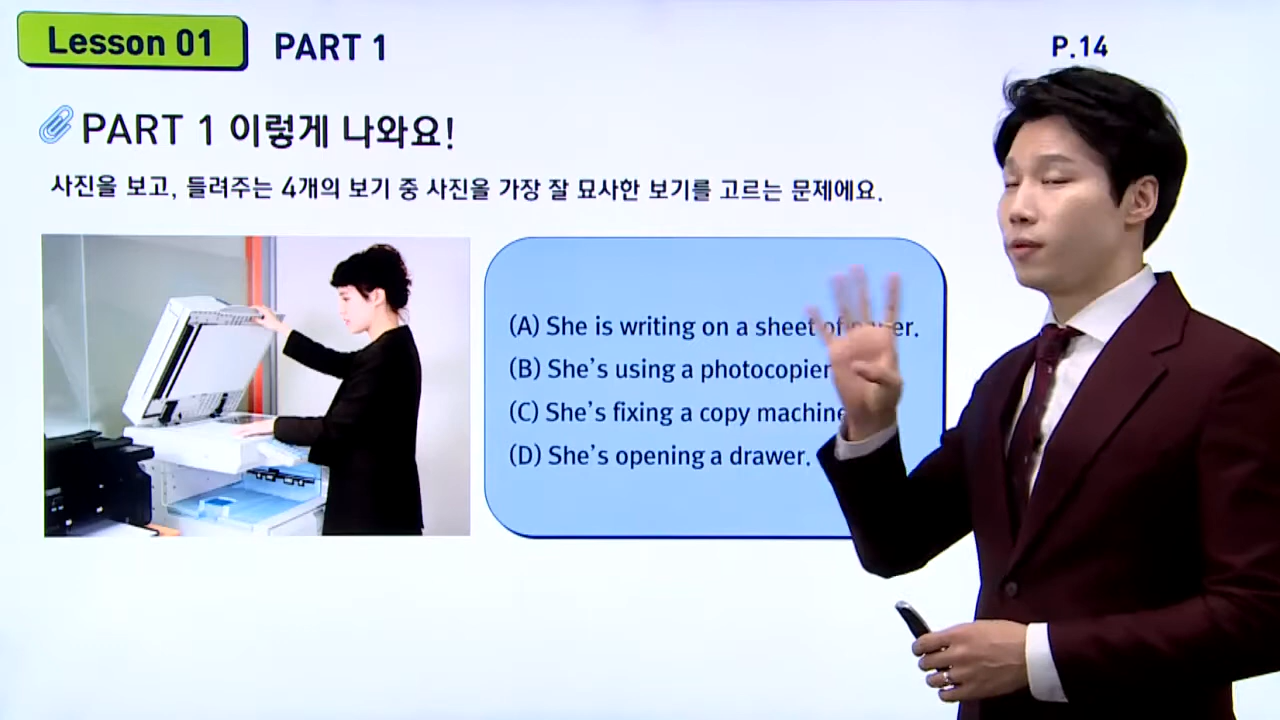 Lesson 01
PART 1
P.14
PART 1 이렇게 나와요!
사진을 보고, 들려주는 4개의 보기 중 사진을 가장 잘 묘사한 보기를 고르는 문제에요.
(A) She is writing on a sheet
(B) She's using a photocopier
(C) She's fixing a copy machine
(D) She's opening a drawer.